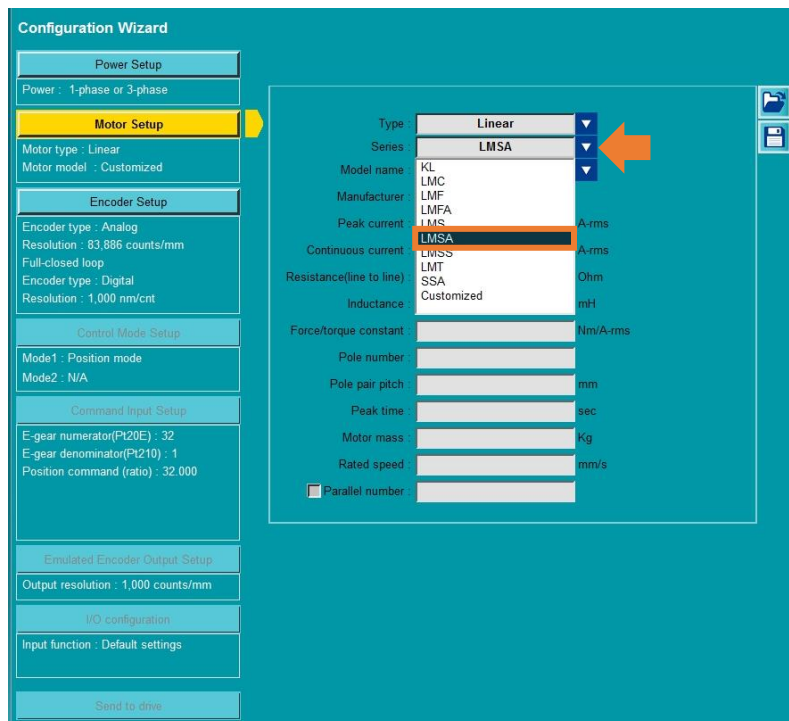 Configuration Wizard
Power Setup
Power : 1-phase or 3-phase
Motor Setup
Motor type : Linear
Motor model : Customized
Encoder Setup
Encoder type : Analog
Resolution : 83,886 counts/mm
Full-closed loop
Encoder type : Digital
Resolution : 1,000 nm/cnt
Control Mode Setup
Mode1 : Position mode
Mode2 : N/A
Command Input Setup
E-gear numerator(Pt20E) : 32
E-gear denominator(Pt210) : 1
Position command (ratio) : 32.000
Emulated Encoder Output Setup
Output resolution : 1,000 counts/mm
I/O configuration
Input function : Default settings
Send to drive
Type : Linear
Series : LMSA
Model name :
KL
LMC
LMF
LMFA
LMS
LMSA
LMSS
LMT
SSA
Customized
Manufacturer :
Peak current : A-rms
Continuous current : A-rms
Resistance(line to line) : Ohm
Inductance : mH
Force/torque constant : Nm/A-rms
Pole number :
Pole pair pitch : mm
Peak time : sec
Motor mass : Kg
Rated speed : mm/s
Parallel number :